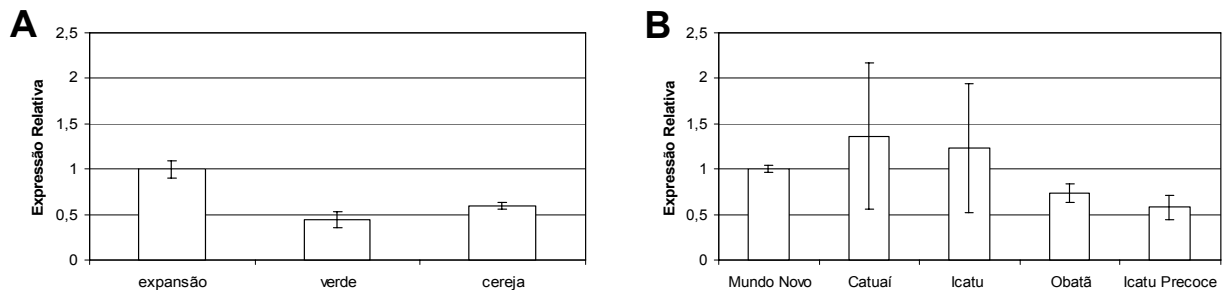 A
Expressão Relativa
2,5
2
1,5
1
0,5
0
expansão verde cereja
B
Expressão Relativa
2,5
2
1,5
1
0,5
0
Mundo Novo Catuaí Icatu Obatã Icatu Precoce